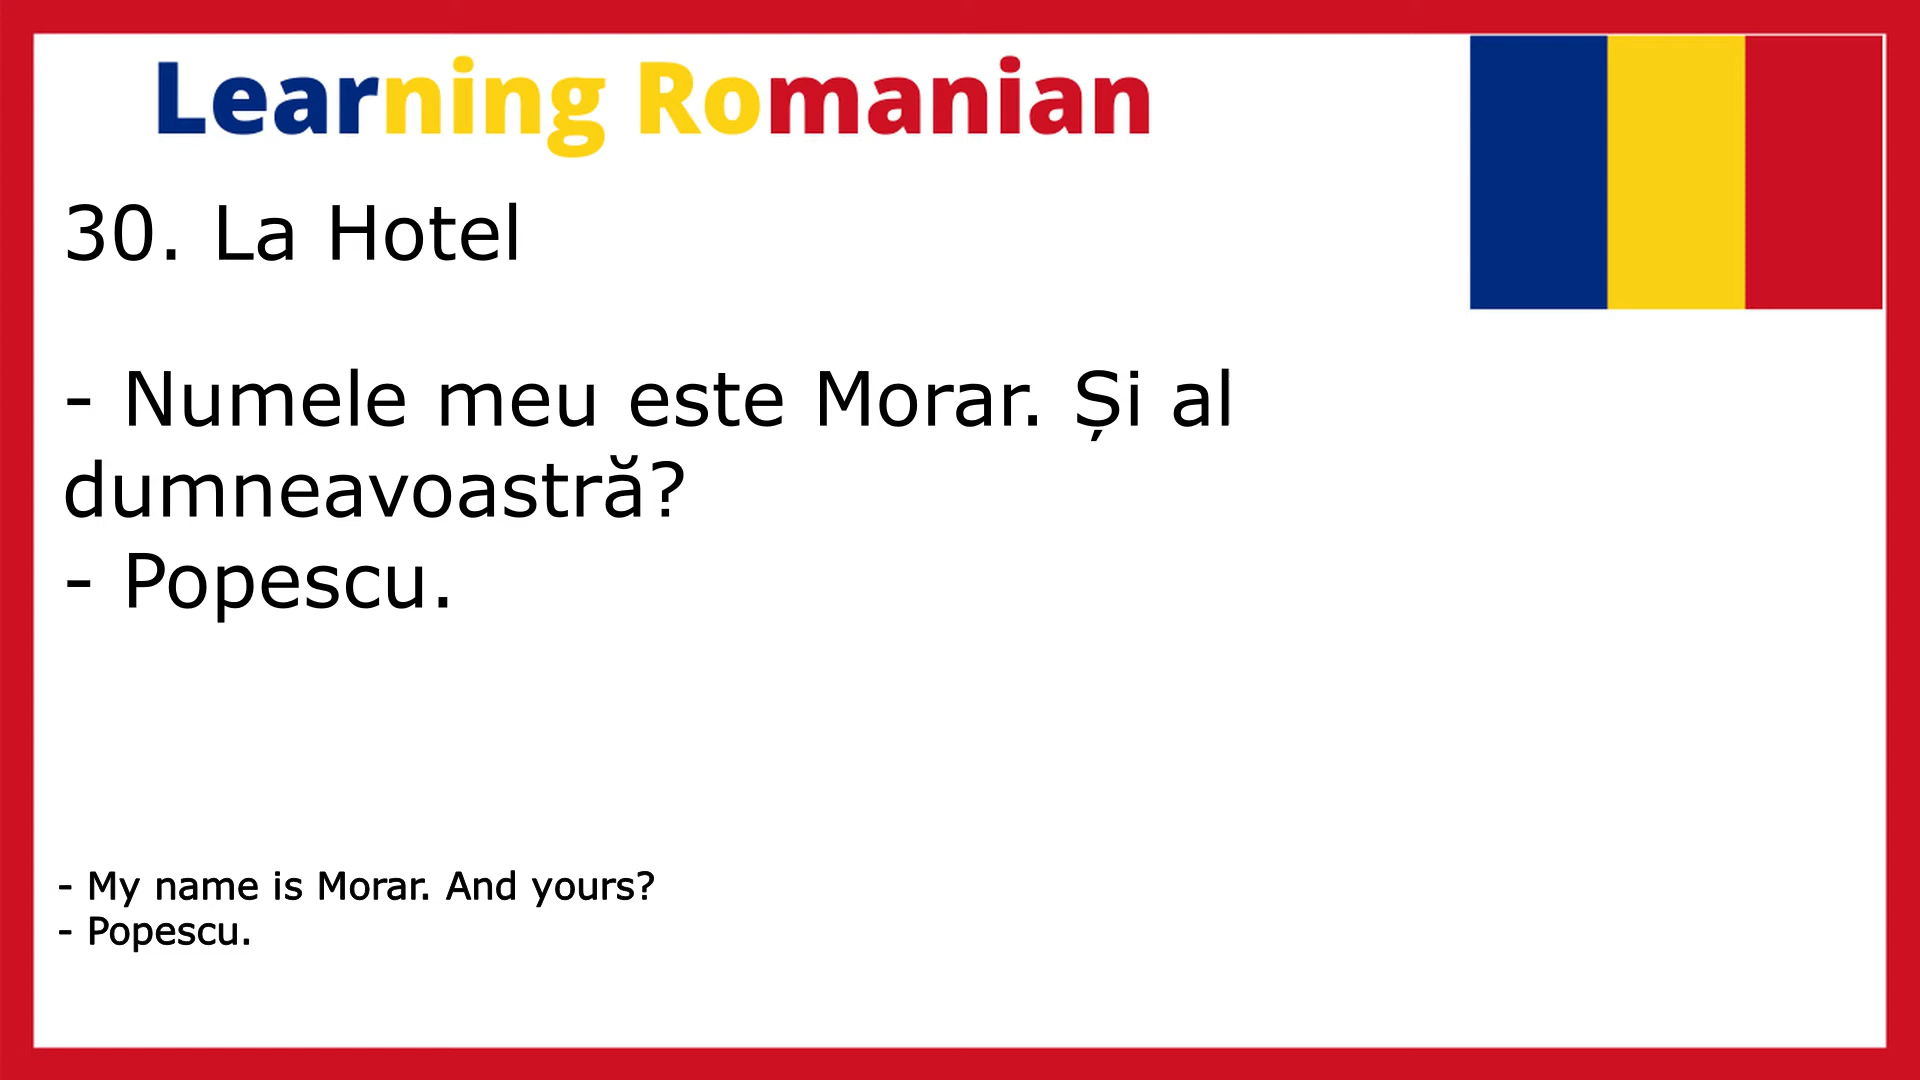 Learning Romanian
30. La Hotel
- Numele meu este Morar. Și al
dumneavoastră?
- Popescu.
- My name is Morar. And yours?
- Popescu.